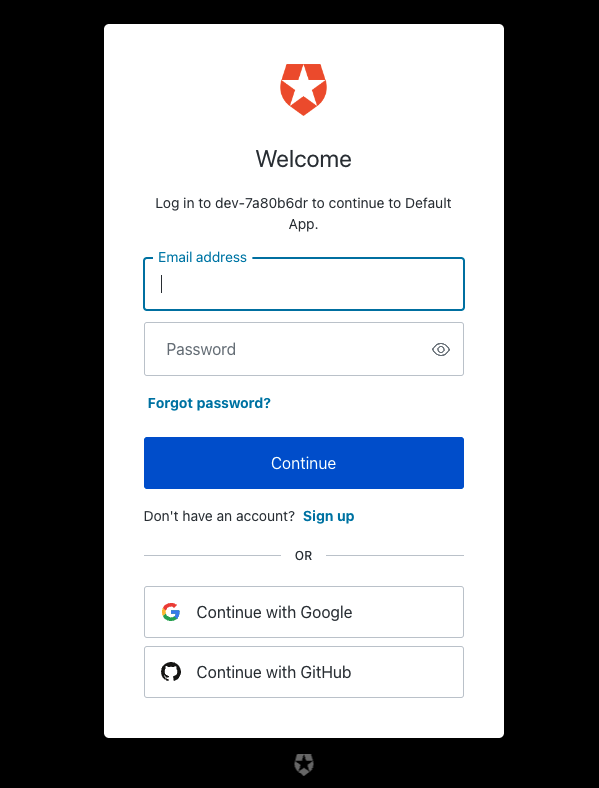 Welcome
Log in to dev-7a80b6dr to continue to Default
App.
Email address
Password
Forgot password?
Continue
Don't have an account? Sign up
OR
Continue with Google
Continue with GitHub